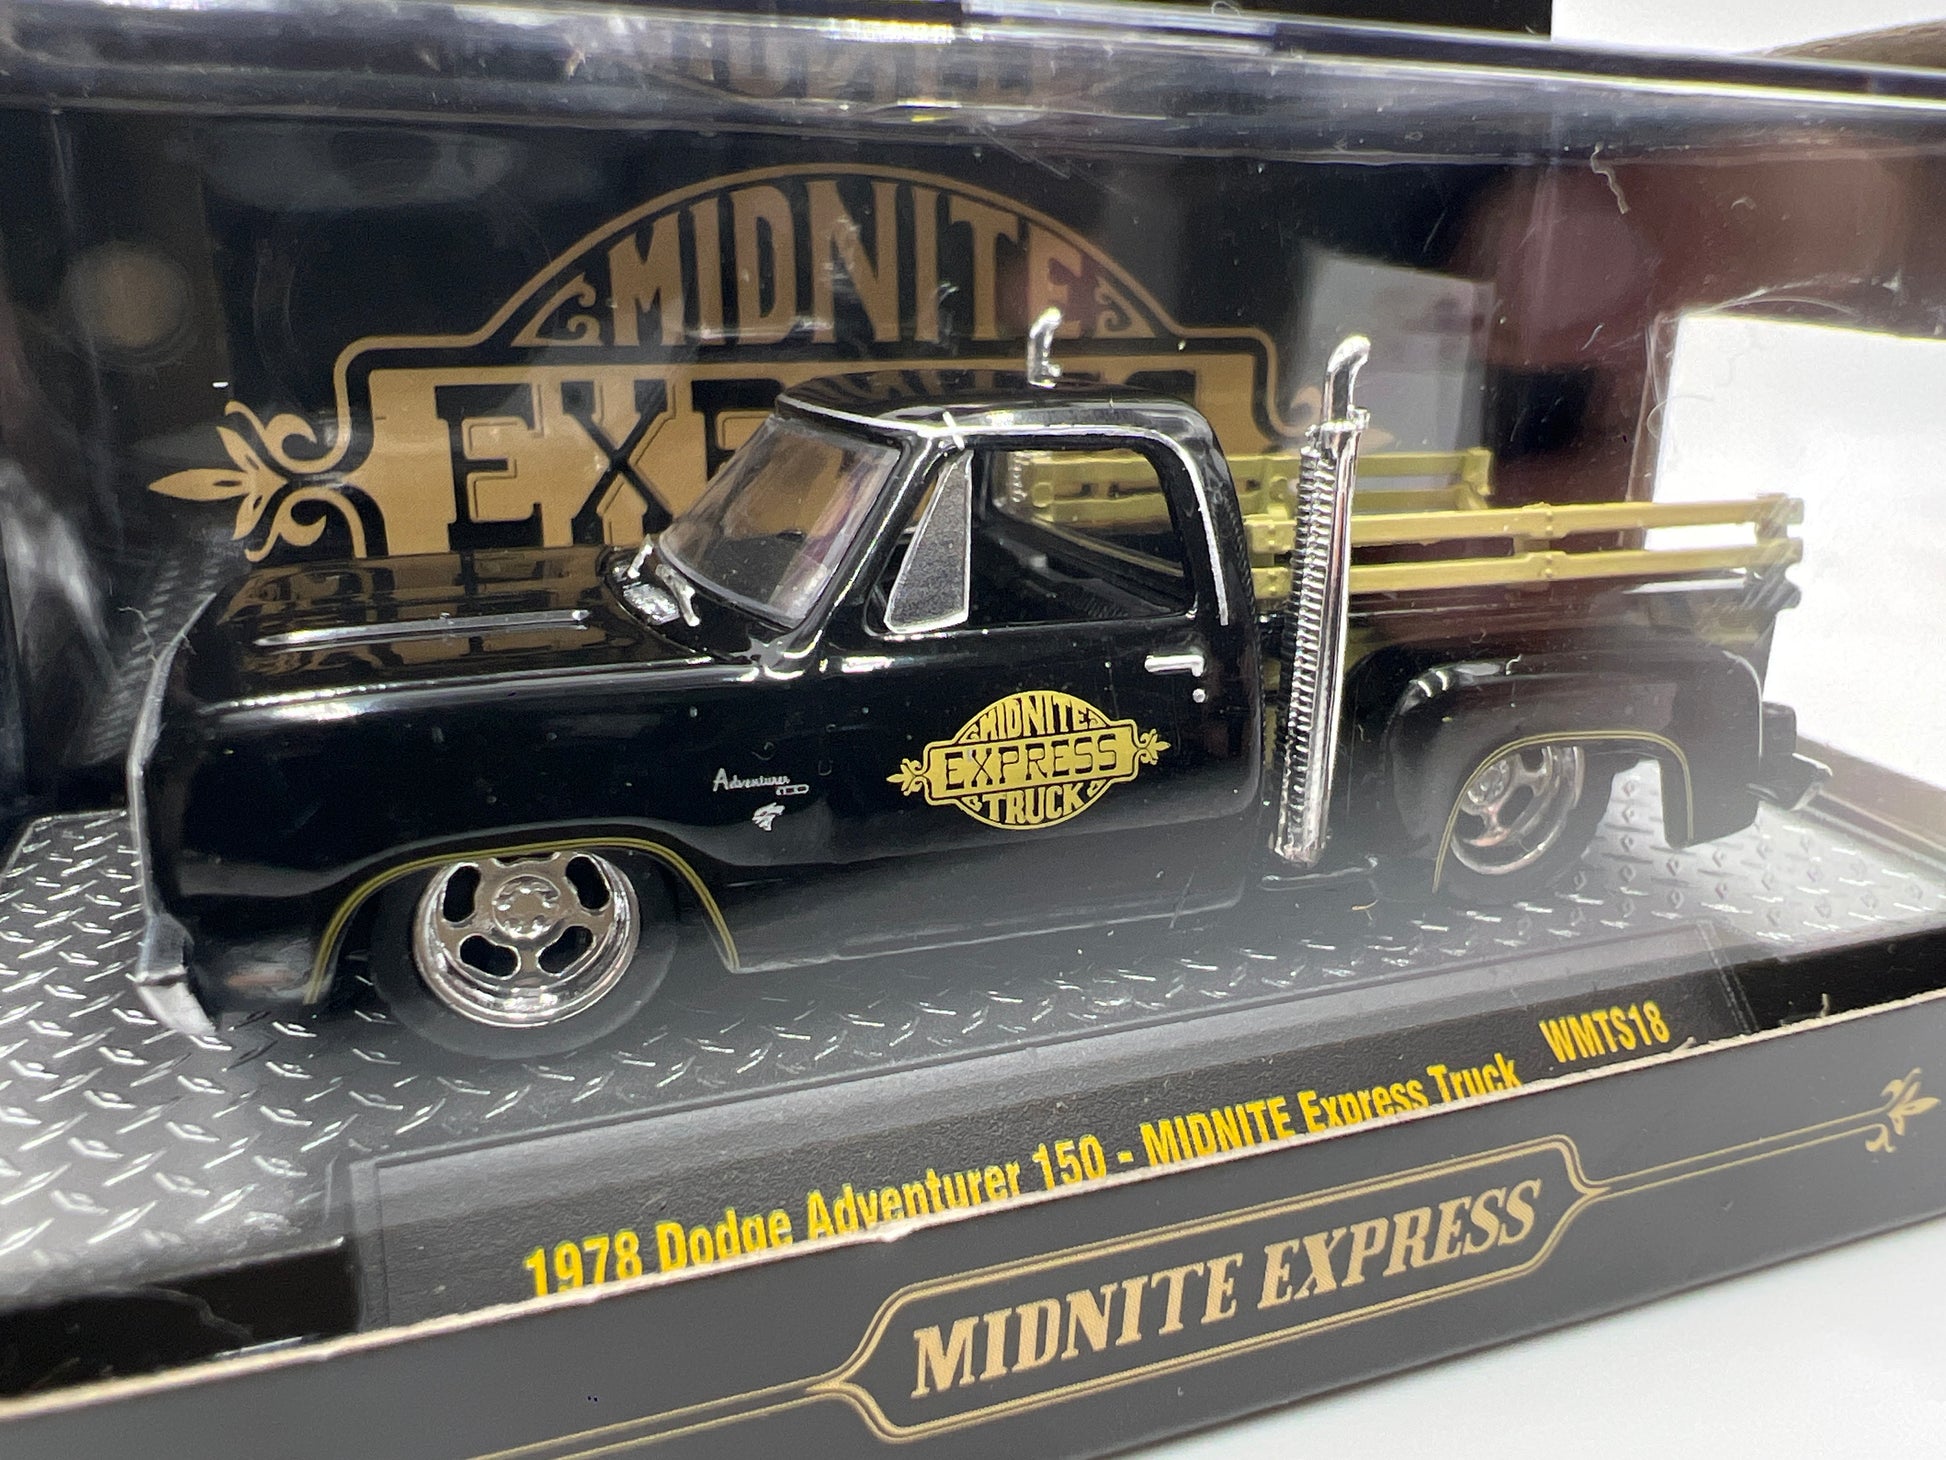 MIDNITE
EXPRESS
Adventurer
MIDNITE
EXPRESS
TRUCK
1978 Dodge Adventurer 150 - MIDNITE Express Truck WMTS18
MIDNITE EXPRESS